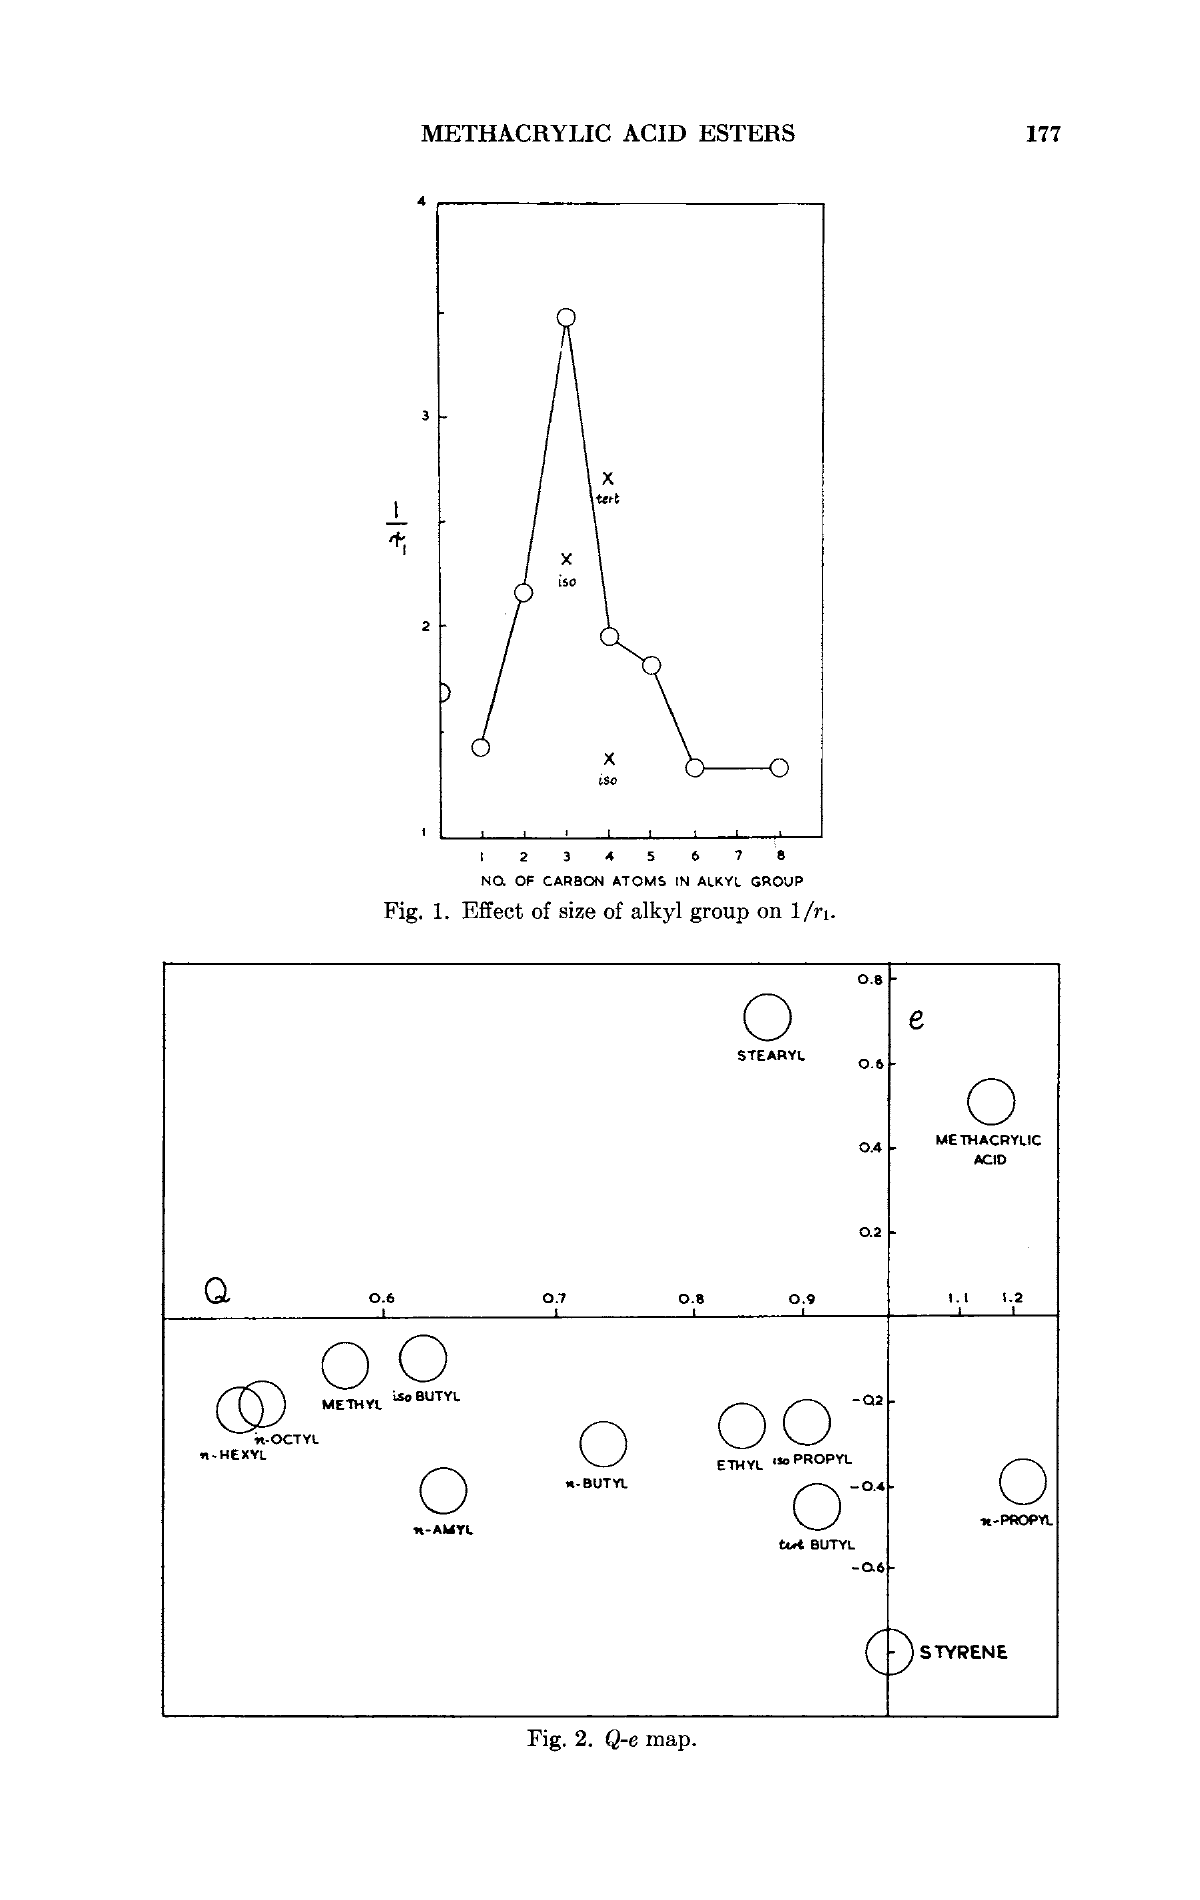 METHACRYLIC ACID ESTERS 177
4
3
2
1
1
r1
x
tert
x
iso
x
iso
1 2 3 4 5 6 7 8
NO. OF CARBON ATOMS IN ALKYL GROUP
Fig. 1. Effect of size of alkyl group on 1/r1.
0.8
e
STEARYL
0.6
0.4
METHACRYLIC
ACID
0.2
Q
0.6 0.7 0.8 0.9 1.1 1.2
METHYL
iso BUTYL
-0.2
n-OCTYL
n-HEXYL
n-BUTYL
ETHYL
iso PROPYL
-0.4
n-AMYL
n-PROPYL
tert BUTYL
-0.6
STYRENE
Fig. 2. Q-e map.